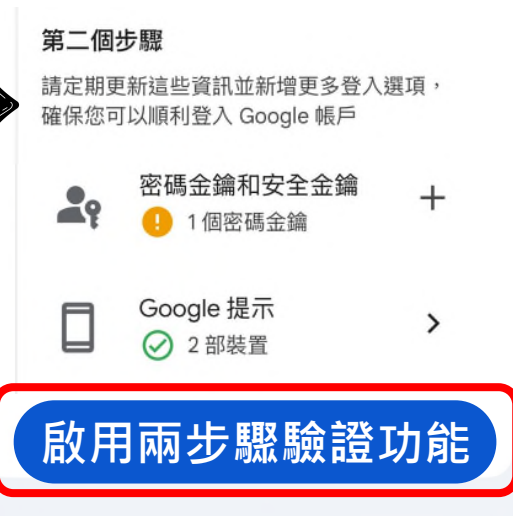 第二個步驟
請定期更新這些資訊並新增更多登入選項，
確保您可以順利登入 Google 帳戶
密碼金鑰和安全金鑰
1 個密碼金鑰
Google 提示
2 部裝置
啟用兩步驟驗證功能